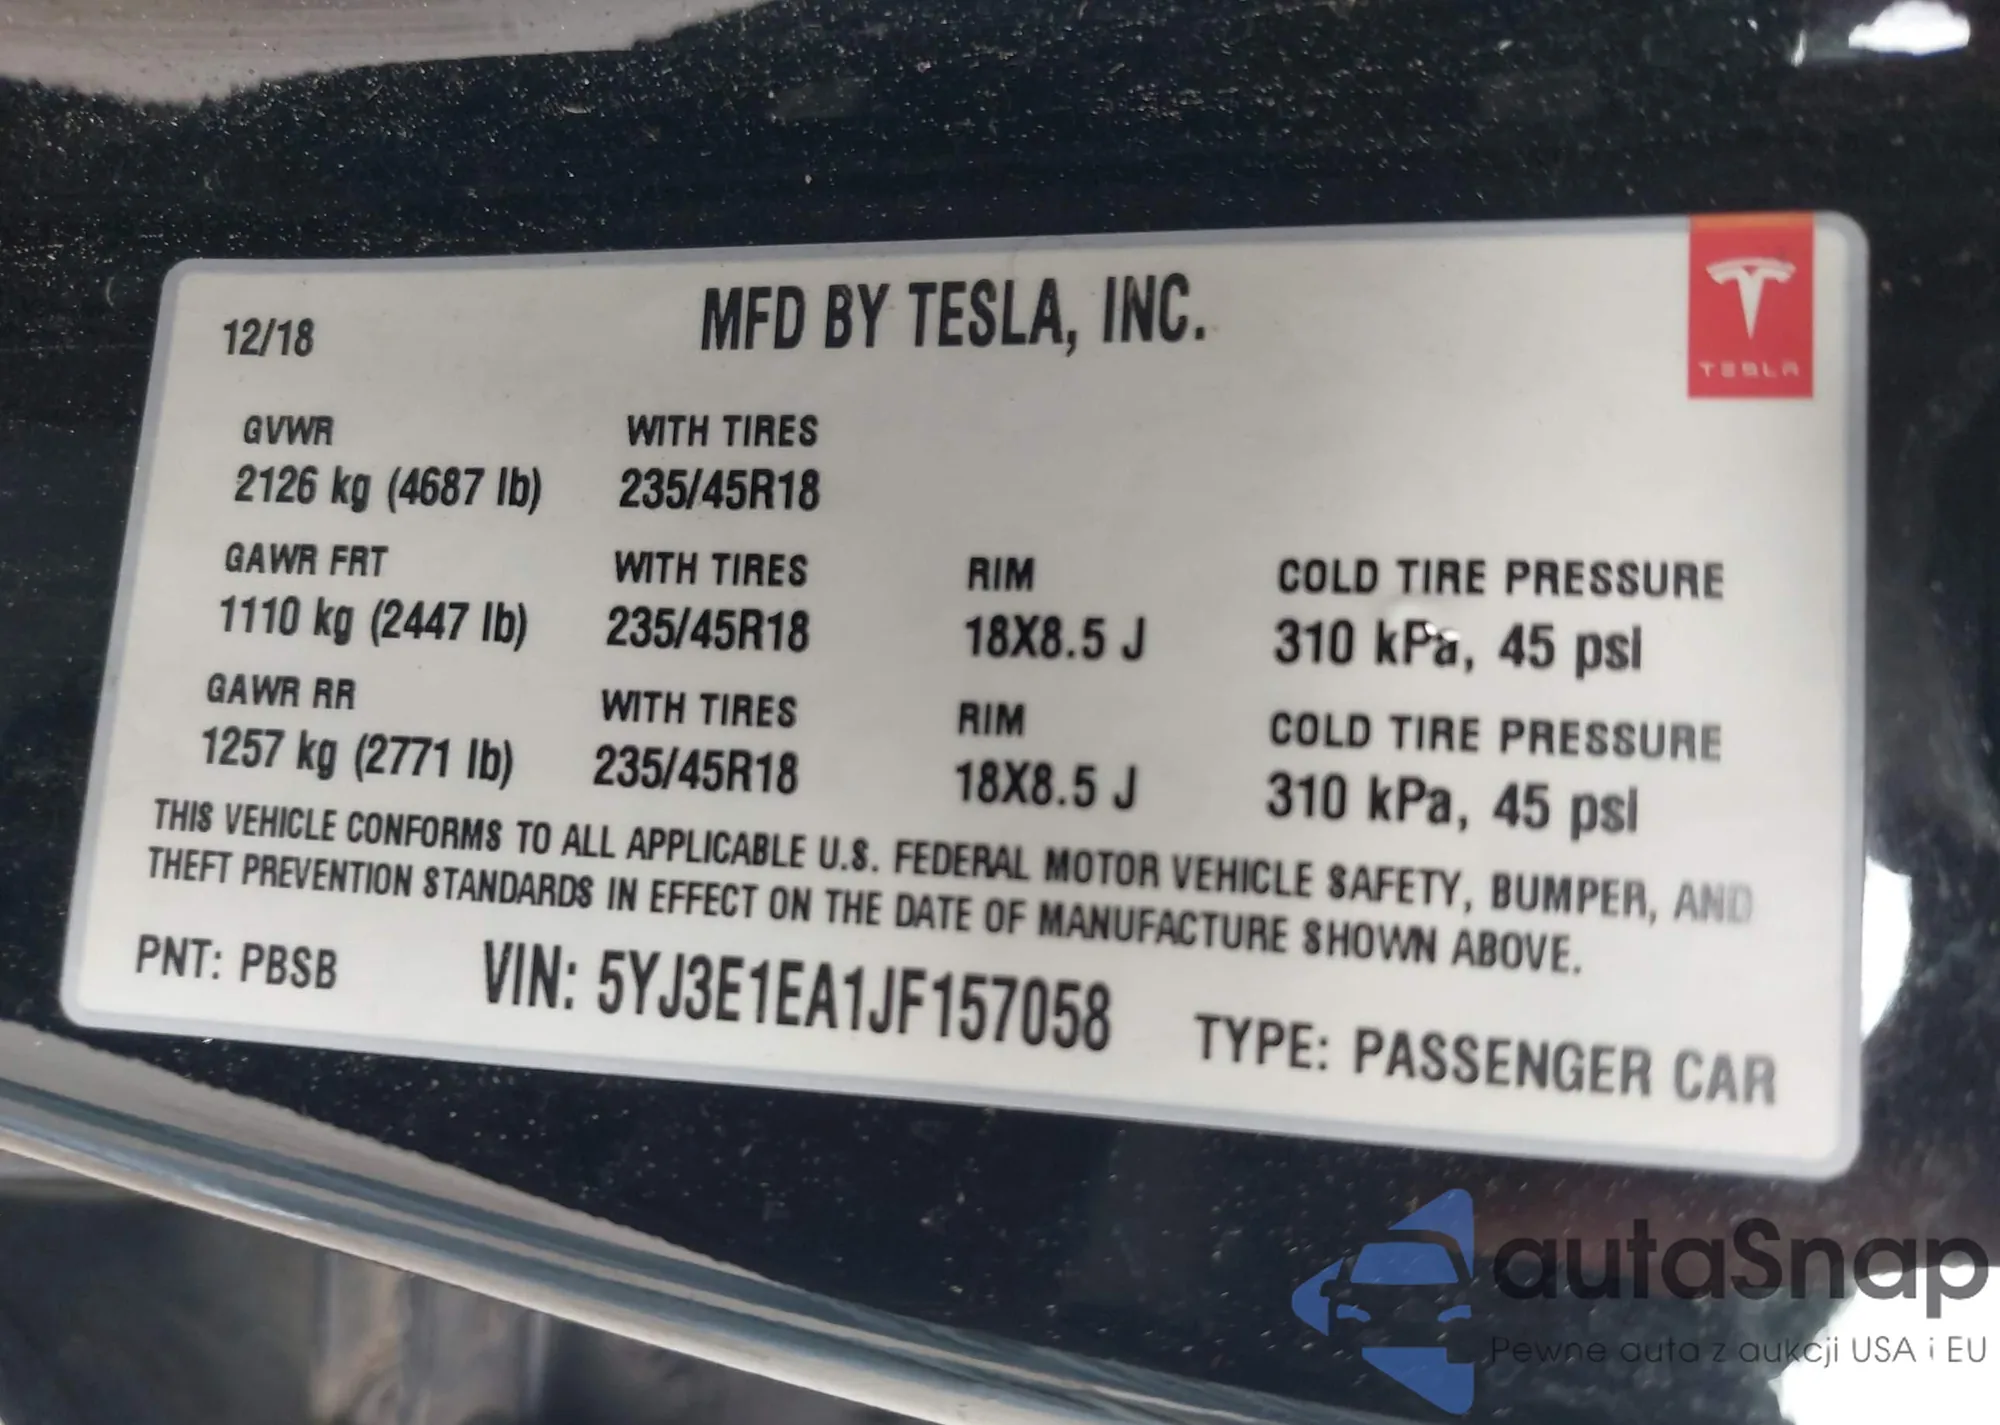 12/18 MFD BY TESLA, INC.
TESLA
GVWR WITH TIRES
2126 kg (4687 lb) 235/45R18
GAWR FRT WITH TIRES RIM COLD TIRE PRESSURE
1110 kg (2447 lb) 235/45R18 18X8.5 J 310 kPa, 45 psi
GAWR RR WITH TIRES RIM COLD TIRE PRESSURE
1257 kg (2771 lb) 235/45R18 18X8.5 J 310 kPa, 45 psi
THIS VEHICLE CONFORMS TO ALL APPLICABLE U.S. FEDERAL MOTOR VEHICLE SAFETY, BUMPER, AND
THEFT PREVENTION STANDARDS IN EFFECT ON THE DATE OF MANUFACTURE SHOWN ABOVE.
PNT: PBSB VIN: 5YJ3E1EA1JF157058 TYPE: PASSENGER CAR
autaSnap
Pewne auta z aukcji USA i EU